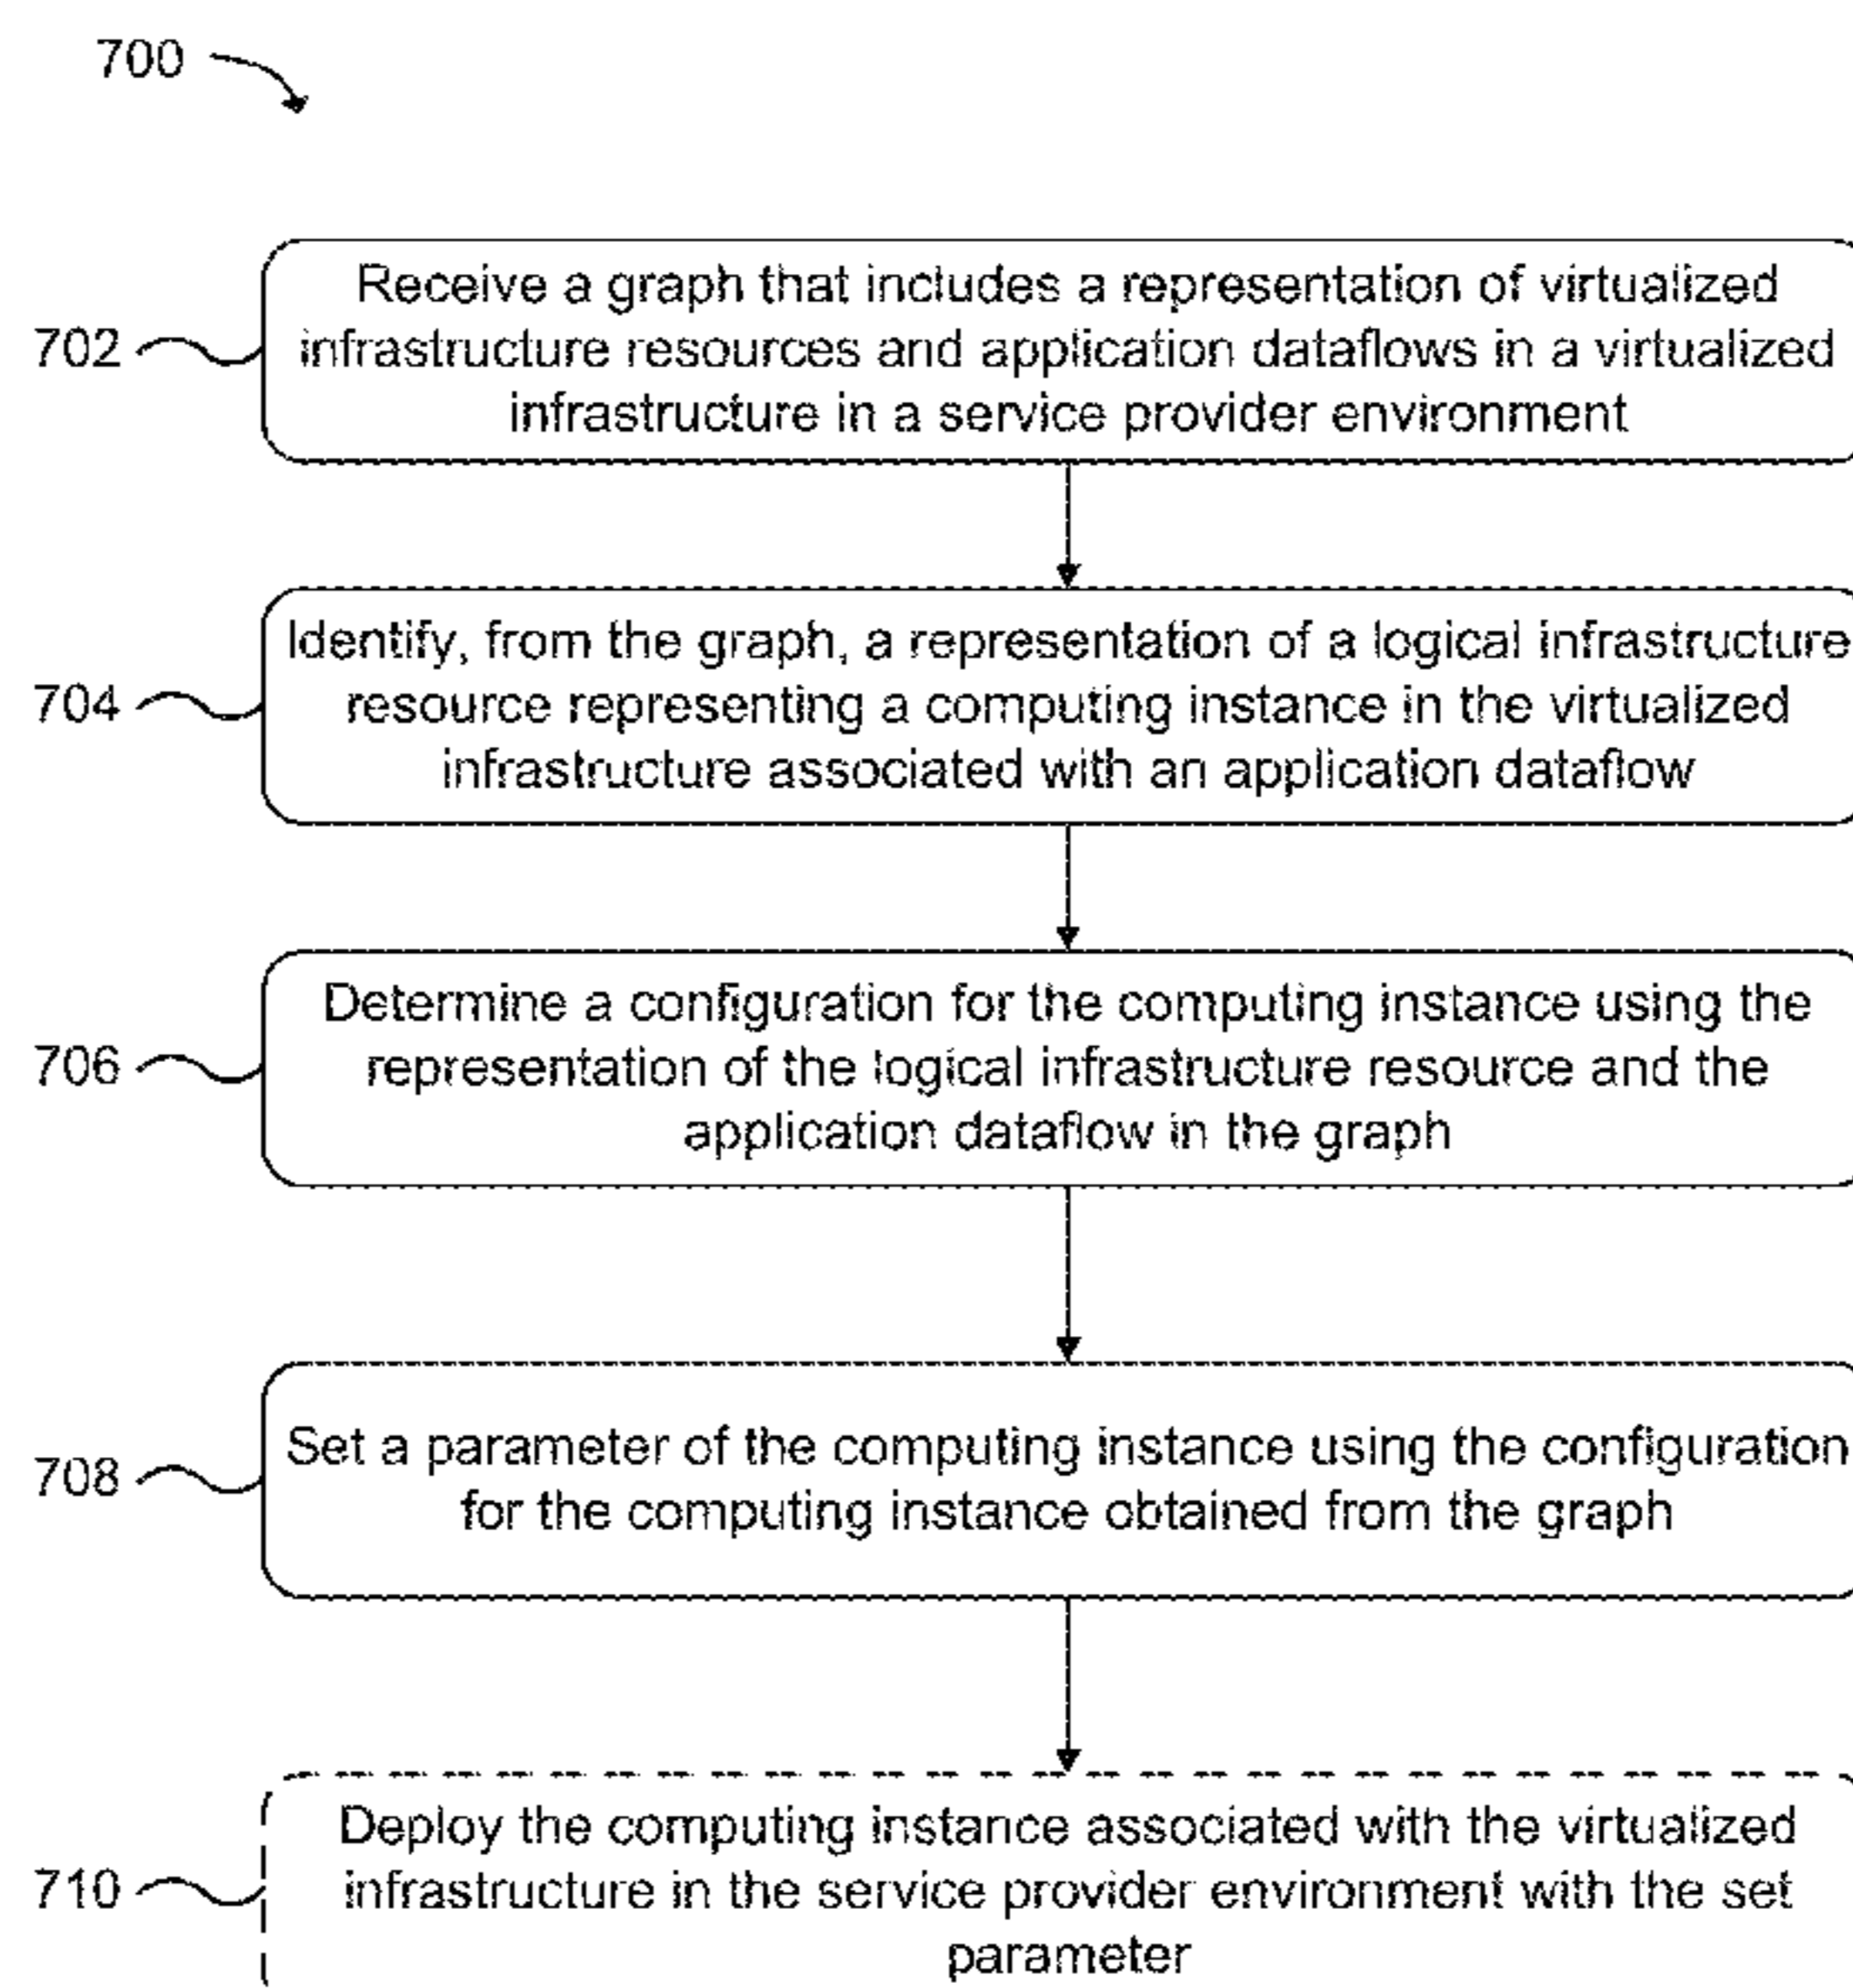 700
702
Receive a graph that includes a representation of virtualized
infrastructure resources and application dataflows in a virtualized
infrastructure in a service provider environment
704
Identify, from the graph, a representation of a logical infrastructure
resource representing a computing instance in the virtualized
infrastructure associated with an application dataflow
706
Determine a configuration for the computing instance using the
representation of the logical infrastructure resource and the
application dataflow in the graph
708
Set a parameter of the computing instance using the configuration
for the computing instance obtained from the graph
710
Deploy the computing instance associated with the virtualized
infrastructure in the service provider environment with the set
parameter